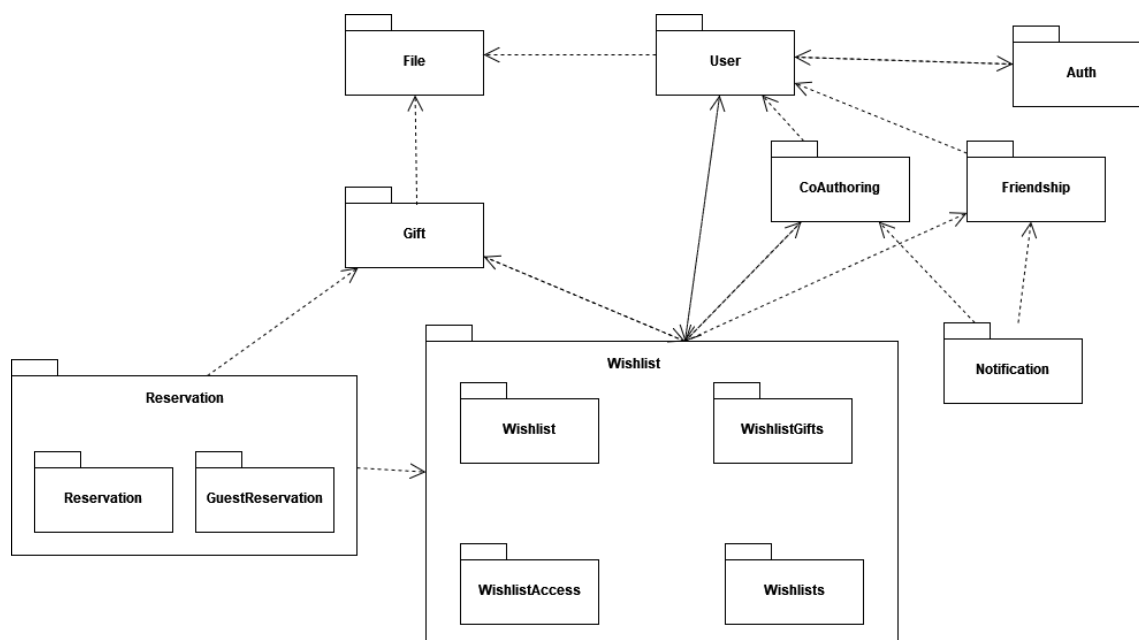 File
User
Auth
CoAuthoring
Friendship
Gift
Notification
Wishlist
Reservation
Wishlist
WishlistGifts
Reservation
GuestReservation
WishlistAccess
Wishlists